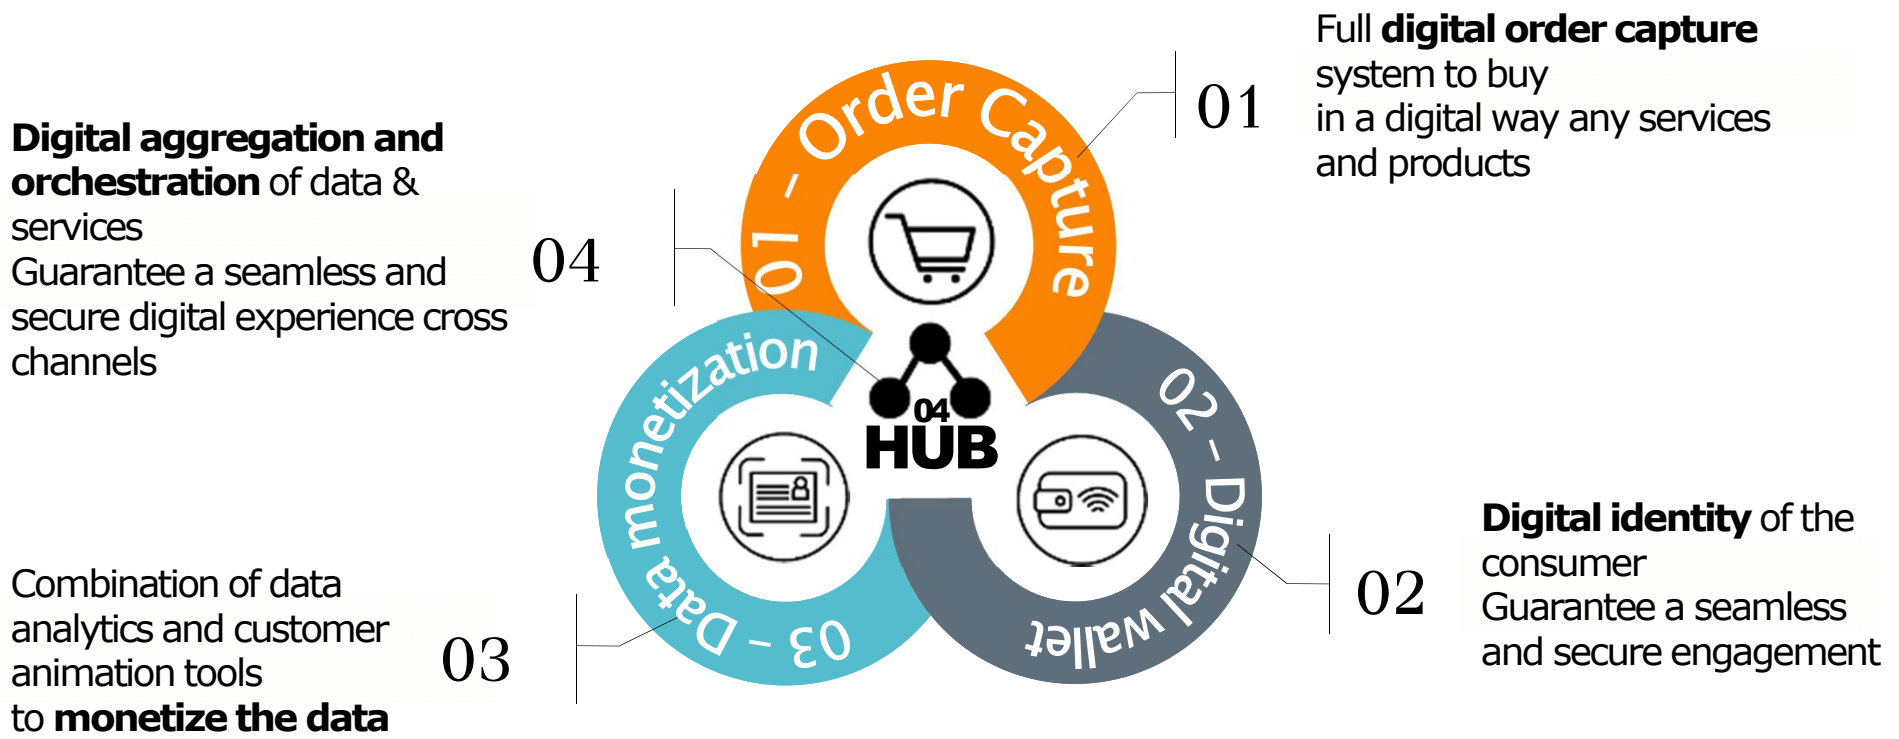 Full digital order capture
system to buy
in a digital way any services
and products
01
01 - Order Capture
Digital aggregation and
orchestration of data &
services
Guarantee a seamless and
secure digital experience cross
channels
04
04
HUB
02 - Digital wallet
02
Digital identity of the
consumer
Guarantee a seamless
and secure engagement
03 - Data monetization
03
Combination of data
analytics and customer
animation tools
to monetize the data